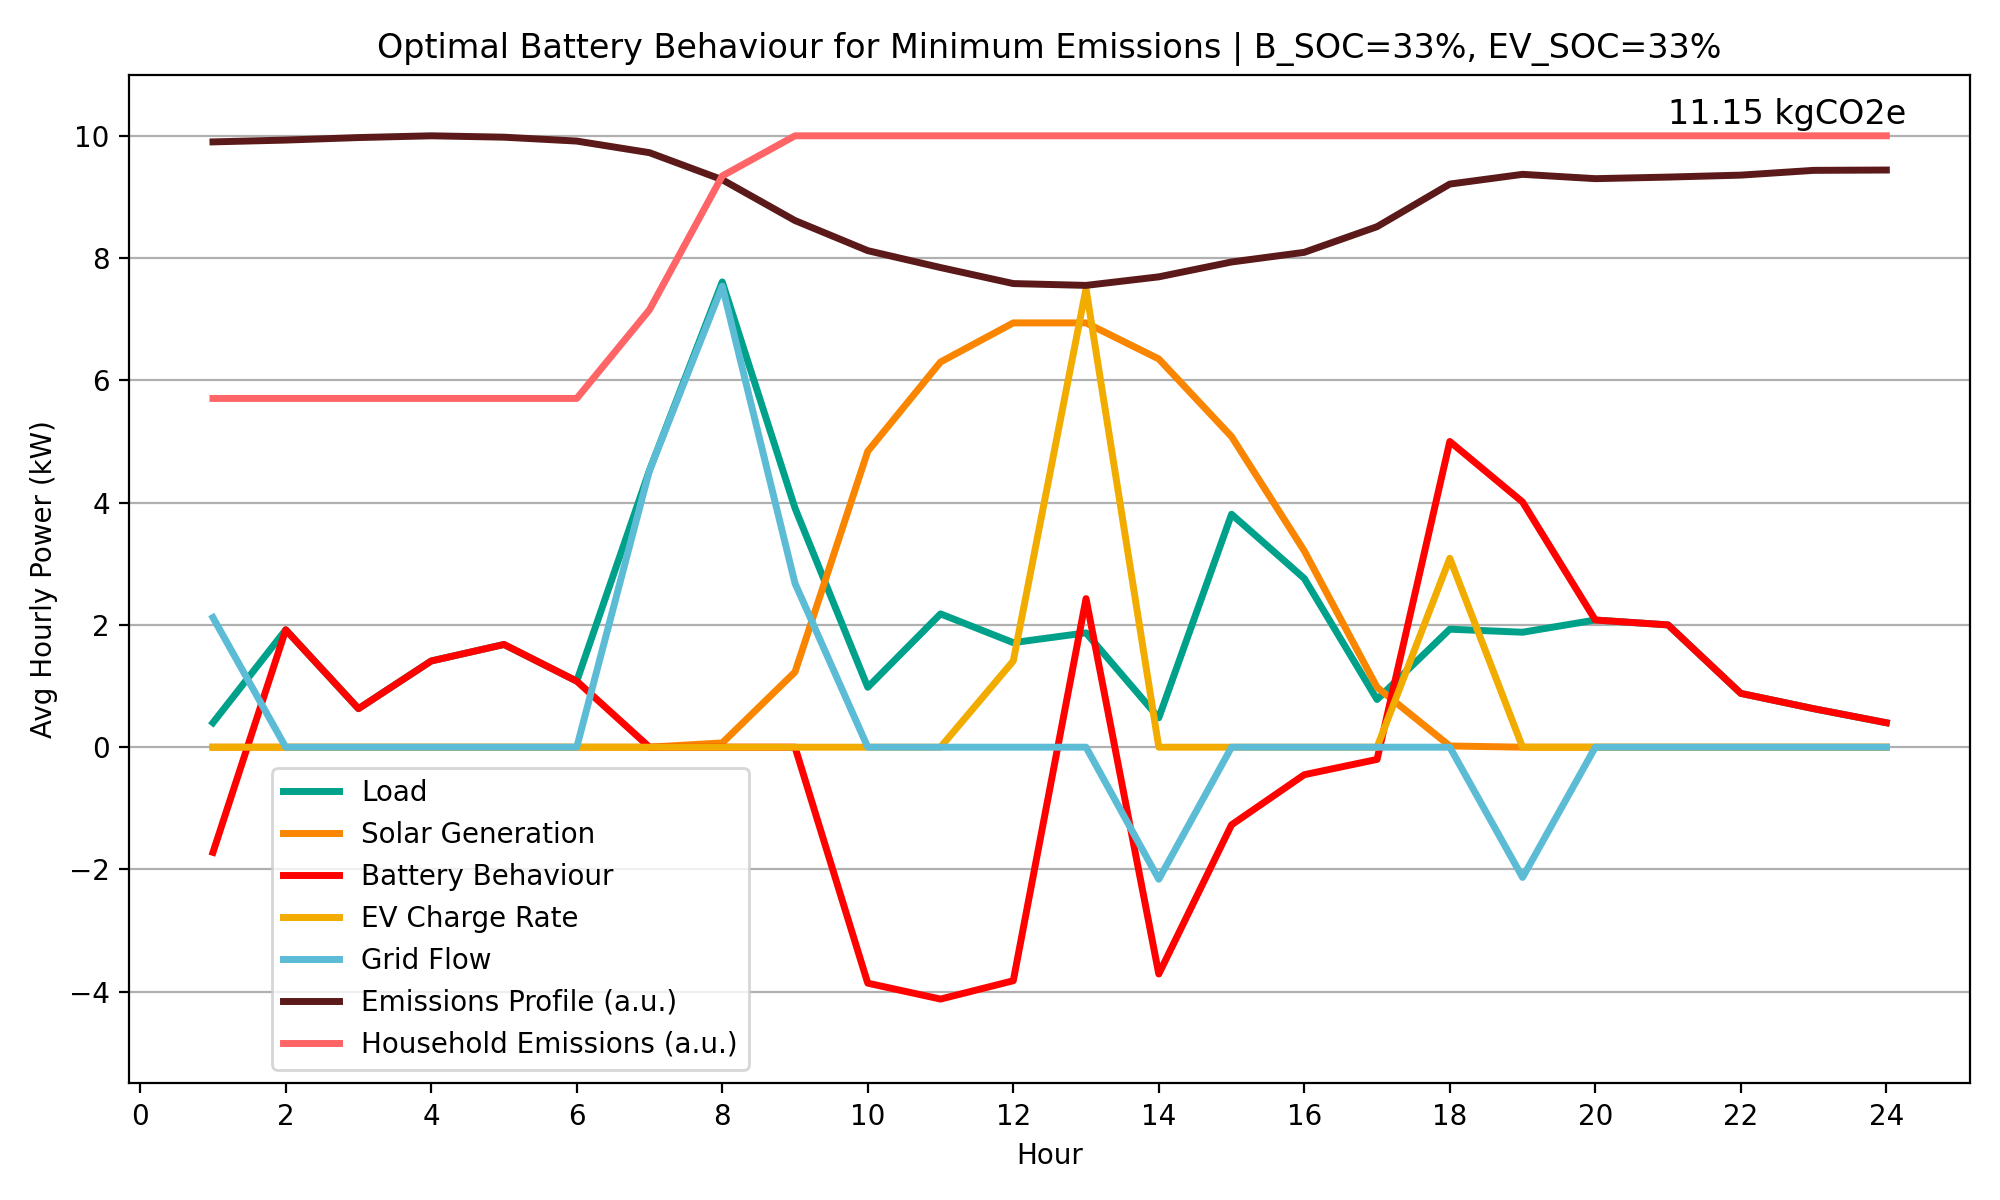 Optimal Battery Behaviour for Minimum Emissions | B_SOC=33%, EV_SOC=33%
11.15 kgCO2e
10
8
6
4
2
0
−2
−4
Avg Hourly Power (kW)
Load
Solar Generation
Battery Behaviour
EV Charge Rate
Grid Flow
Emissions Profile (a.u.)
Household Emissions (a.u.)
0 2 4 6 8 10 12 14 16 18 20 22 24
Hour